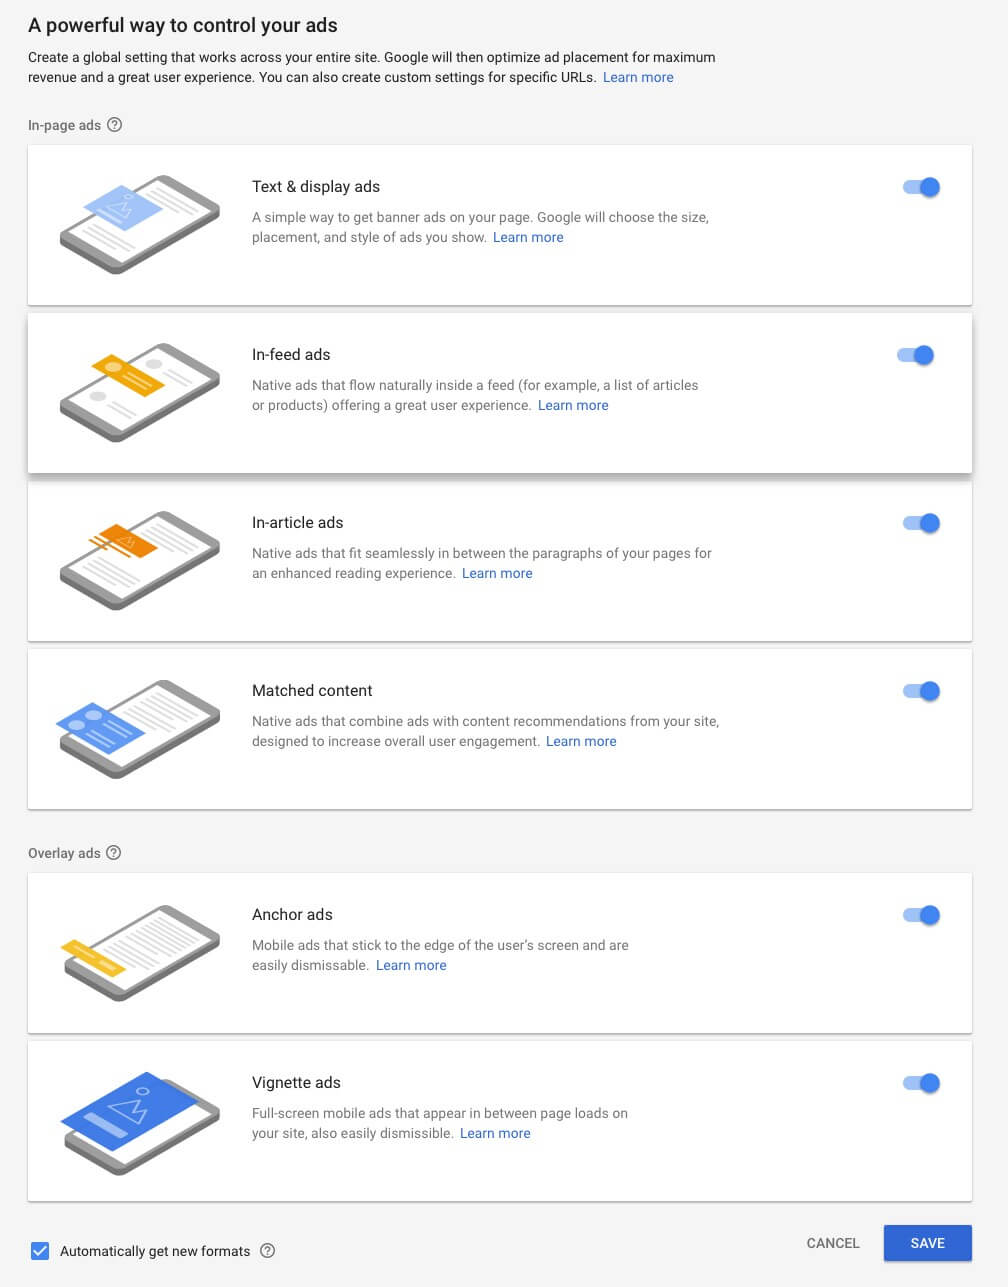 A powerful way to control your ads
Create a global setting that works across your entire site. Google will then optimize ad placement for maximum
revenue and a great user experience. You can also create custom settings for specific URLs. Learn more
In-page ads
Text & display ads
A simple way to get banner ads on your page. Google will choose the size,
placement, and style of ads you show. Learn more
In-feed ads
Native ads that flow naturally inside a feed (for example, a list of articles
or products) offering a great user experience. Learn more
In-article ads
Native ads that fit seamlessly in between the paragraphs of your pages for
an enhanced reading experience. Learn more
Matched content
Native ads that combine ads with content recommendations from your site,
designed to increase overall user engagement. Learn more
Overlay ads
Anchor ads
Mobile ads that stick to the edge of the user's screen and are
easily dismissable. Learn more
Vignette ads
Full-screen mobile ads that appear in between page loads on
your site, also easily dismissible. Learn more
Automatically get new formats
CANCEL
SAVE